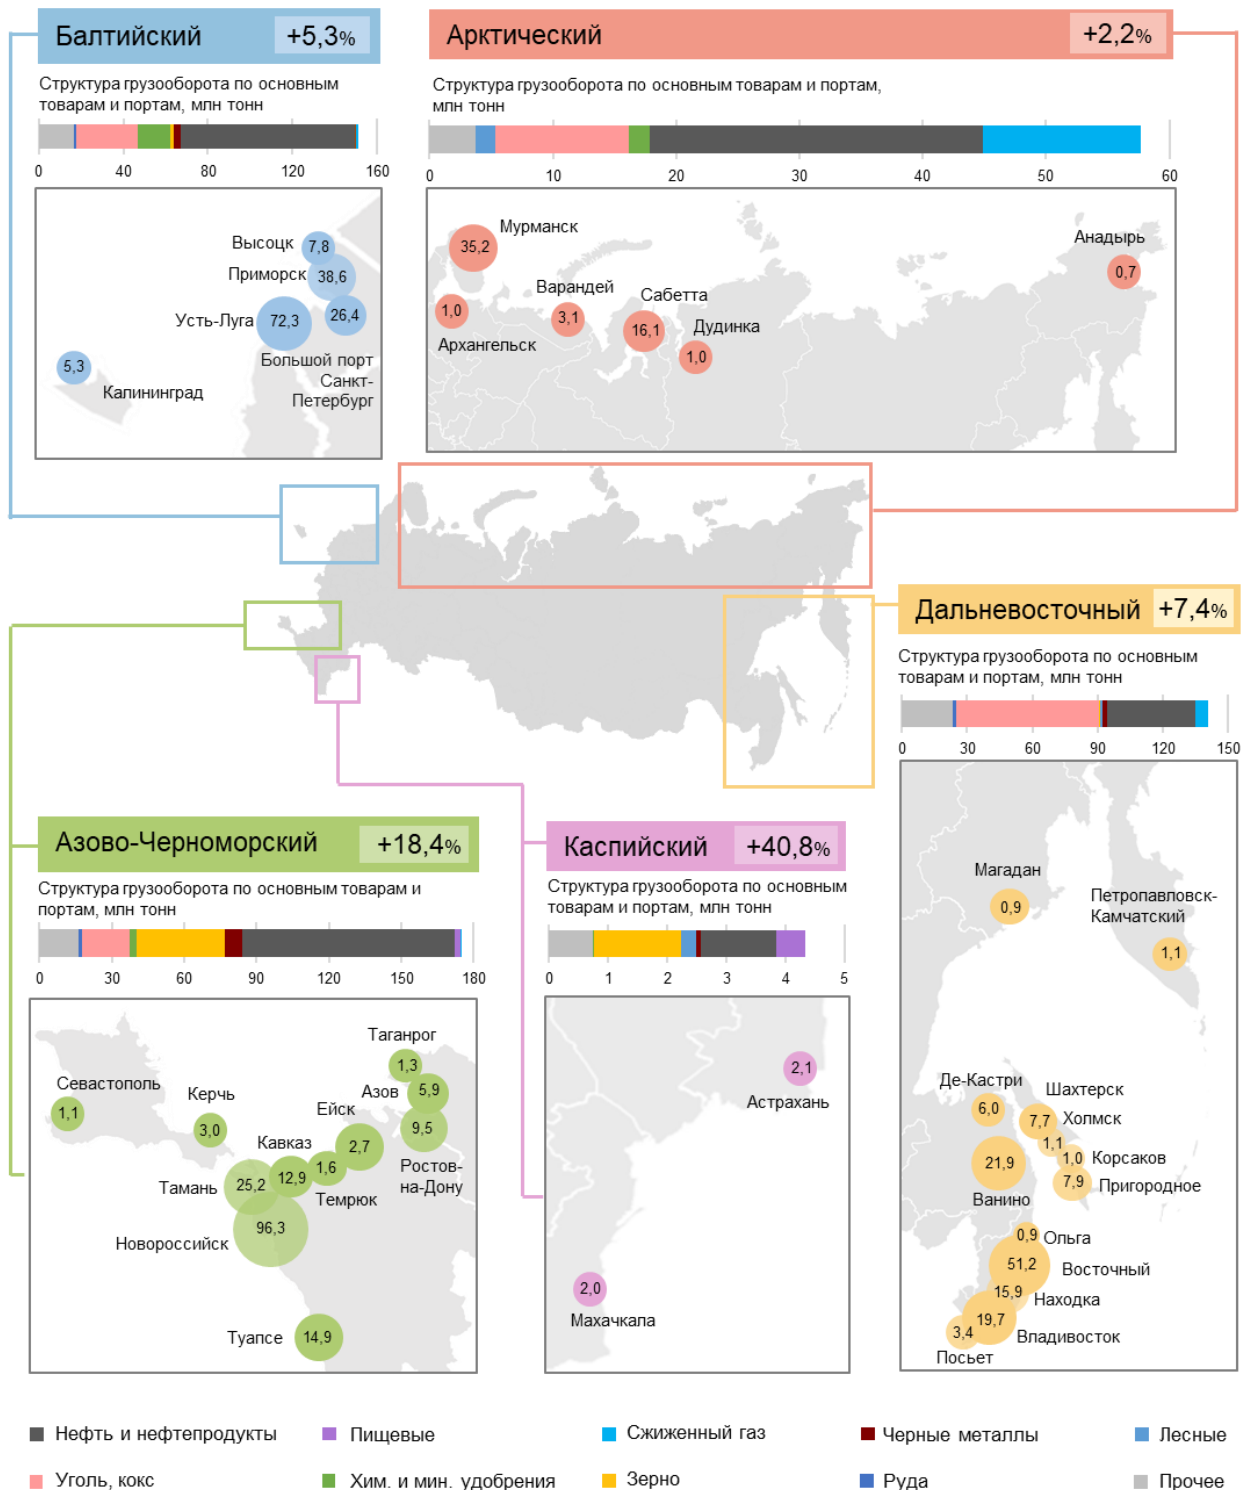 Балтийский +5,3%
Структура грузооборота по основным
товарам и портам, млн тонн
0 40 80 120 160
Высоцк 7,8
Приморск 38,6
Усть-Луга 72,3 26,4
Большой порт
Санкт-
Петербург
5,3
Калининград
Арктический +2,2%
Структура грузооборота по основным товарам и портам,
млн тонн
0 10 20 30 40 50 60
Мурманск
35,2
Анадырь
0,7
Варандей
3,1
Сабетта
16,1
1,0
Архангельск
Дудинка
1,0
Дальневосточный +7,4%
Структура грузооборота по основным
товарам и портам, млн тонн
0 30 60 90 120 150
Магадан
0,9
Петропавловск-
Камчатский
1,1
Де-Кастри
6,0
Шахтерск
7,7
Холмск
1,1
1,0 Корсаков
7,9 Пригородное
21,9
Ванино
0,9 Ольга
51,2 Восточный
15,9 Находка
19,7 Владивосток
3,4
Посьет
Азово-Черноморский +18,4%
Структура грузооборота по основным товарам и
портам, млн тонн
0 30 60 90 120 150 180
Таганрог
1,3
Севастополь
1,1
Керчь
3,0
Азов 5,9
Ейск
2,7
9,5
Ростов-
на-Дону
Кавказ
12,9
1,6
Темрюк
Тамань 25,2
96,3
Новороссийск
Туапсе 14,9
Каспийский +40,8%
Структура грузооборота по основным
товарам и портам, млн тонн
0 1 2 3 4 5
2,1
Астрахань
2,0
Махачкала
Нефть и нефтепродукты Пищевые Сжиженный газ Черные металлы Лесные
Уголь, кокс Хим. и мин. удобрения Зерно Руда Прочее